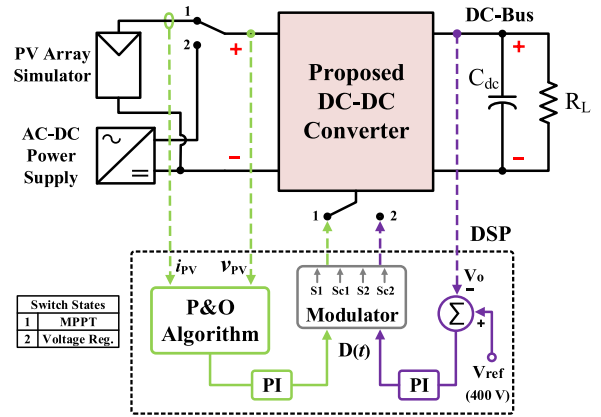 1
DC-Bus
PV Array
Simulator
2
+
+
Proposed
DC-DC
Converter
Cdc
RL
AC-DC
Power
Supply
−
−
1
2
DSP
iPV
vPV
S1 Sc1 S2 Sc2
Modulator
Vo
−
Σ
+
P&O
Algorithm
Switch States
1 MPPT
2 Voltage Reg.
D(t)
PI
PI
Vref
(400 V)